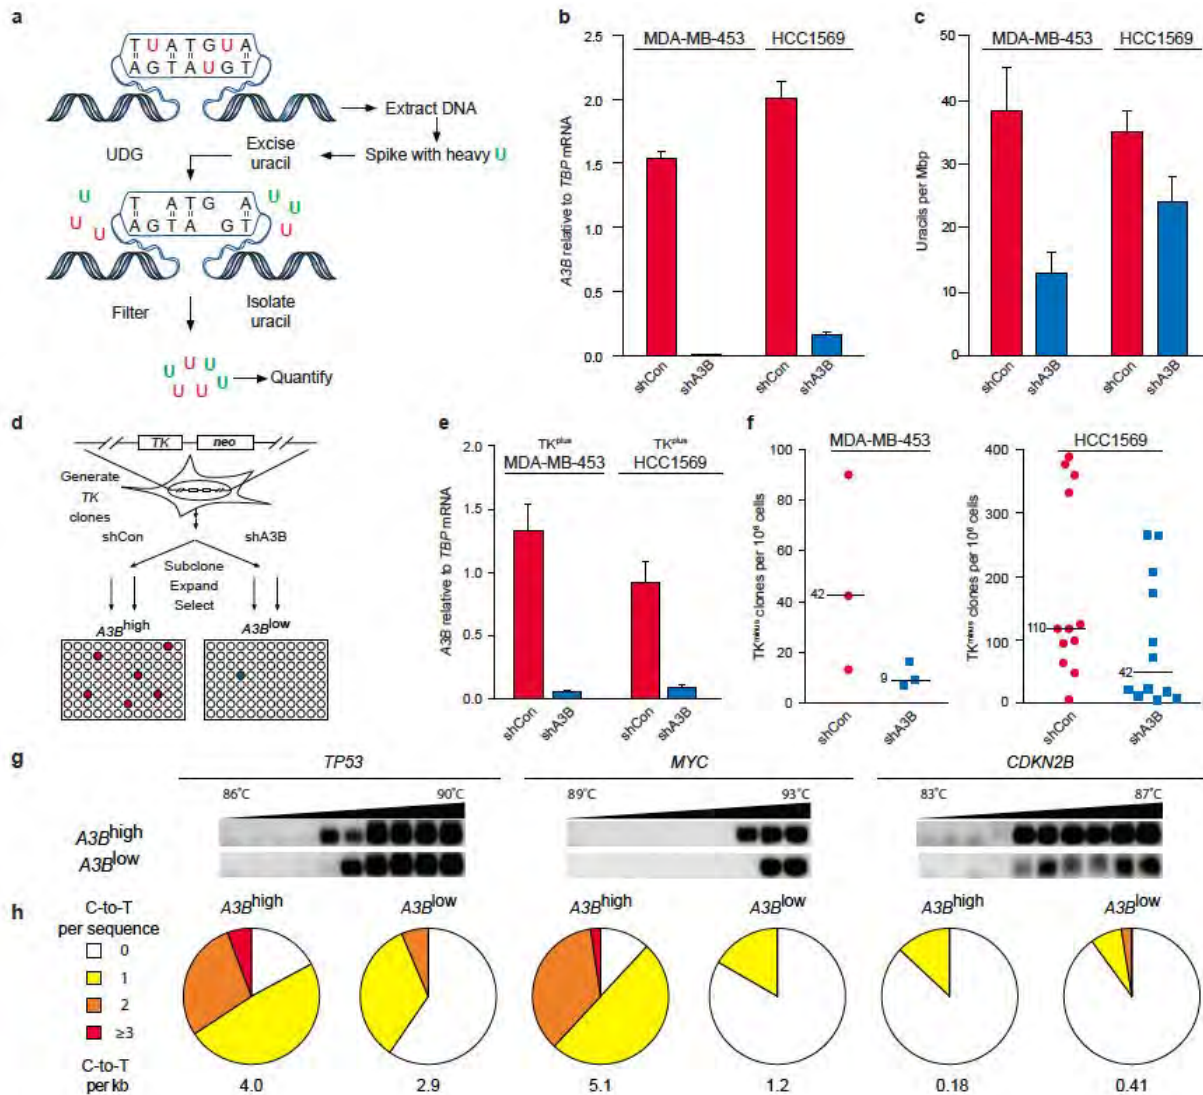 a
T U A T G U A
A G T A U G T
Extract DNA
UDG
Excise
uracil
Spike with heavy U
U U U
U U U
T A T G A
A G T A G T
Filter
Isolate
uracil
U U U U
U U U
Quantify
b
MDA-MB-453 HCC1569
A3B relative to TBP mRNA
2.5
2.0
1.5
1.0
0.5
0.0
shCon shA3B shCon shA3B
c
MDA-MB-453 HCC1569
Uracils per Mbp
50
40
30
20
10
0
shCon shA3B shCon shA3B
d
TK neo
Generate
TK
clones
shCon shA3B
Subclone
Expand
Select
A3Bhigh A3Blow
e
TKplus TKplus
MDA-MB-453 HCC1569
A3B relative to TBP mRNA
2.0
1.5
1.0
0.5
0.0
shCon shA3B shCon shA3B
f
MDA-MB-453
TKminus clones per 10⁶ cells
100
80
60
40
20
0
42
9
shCon shA3B
HCC1569
TKminus clones per 10⁶ cells
400
300
200
100
0
110
42
shCon shA3B
g
TP53 MYC CDKN2B
86°C 90°C 89°C 93°C 83°C 87°C
A3Bhigh
A3Blow
h
C-to-T
per sequence
0
1
2
≥3
A3Bhigh A3Blow A3Bhigh A3Blow A3Bhigh A3Blow
C-to-T
per kb
4.0 2.9 5.1 1.2 0.18 0.41